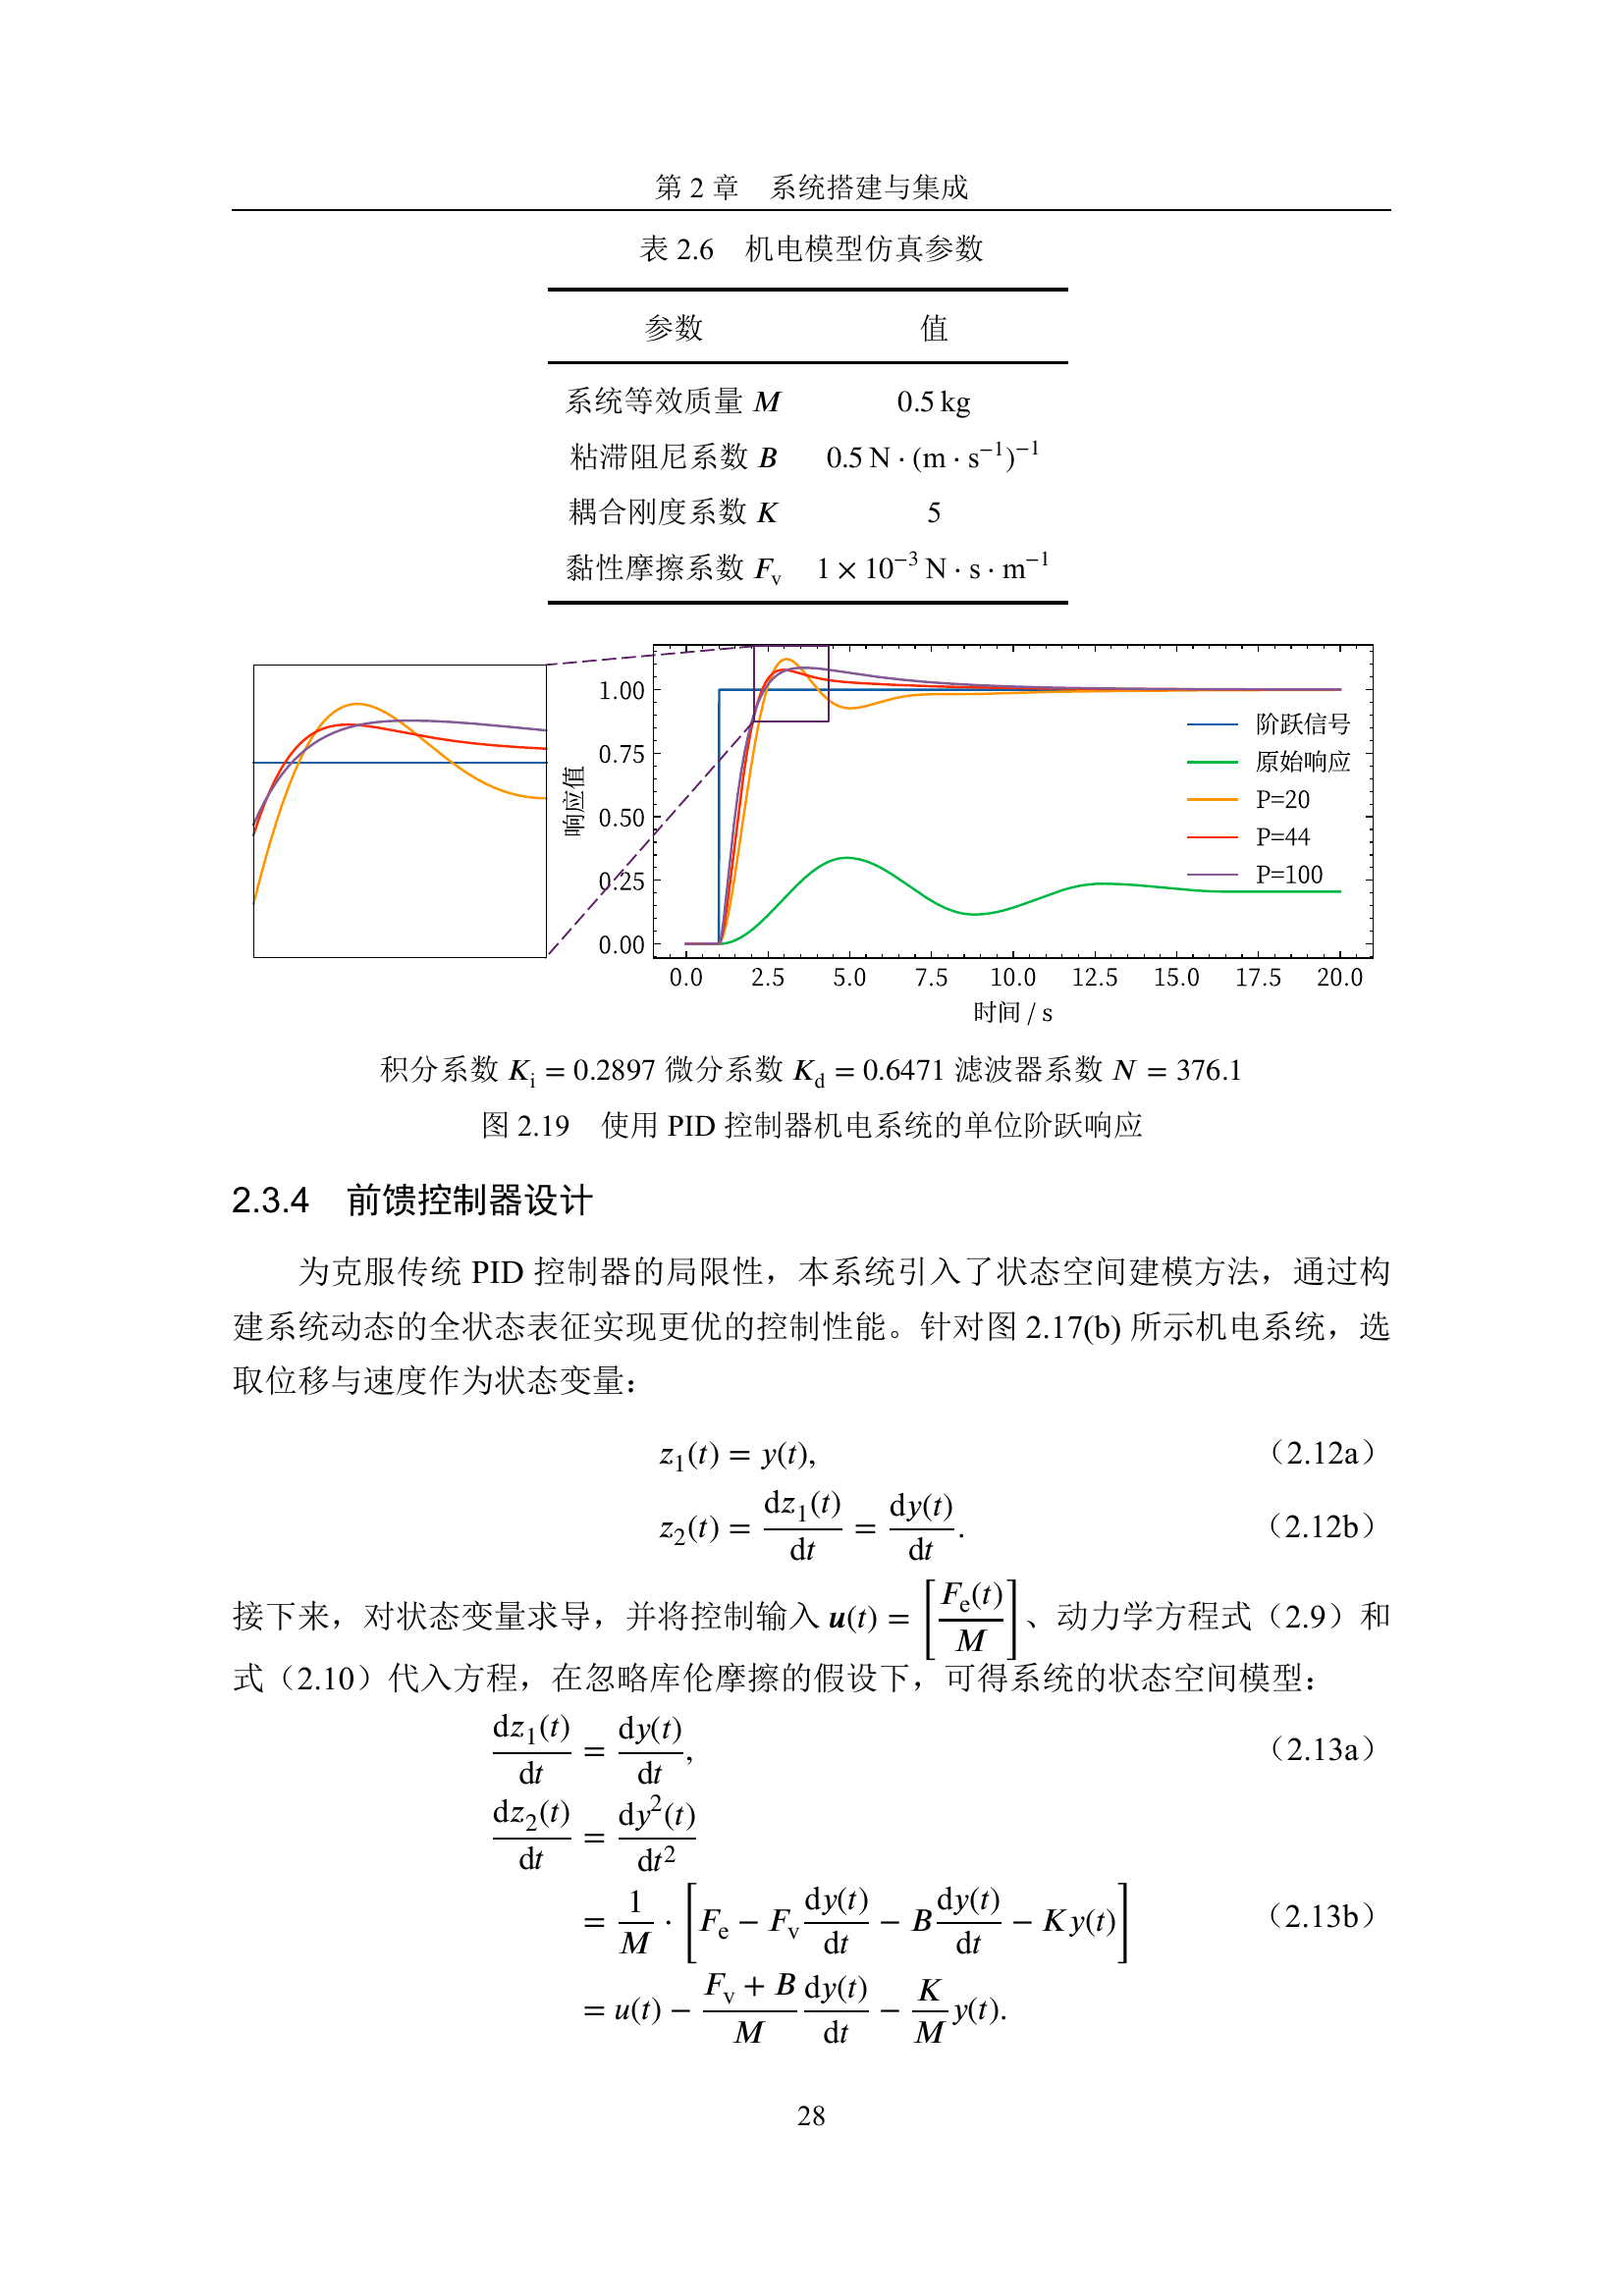 第 2 章 系统搭建与集成
表 2.6 机电模型仿真参数
参数 值
系统等效质量 M 0.5 kg
粘滞阻尼系数 B 0.5 N · (m · s⁻¹)⁻¹
耦合刚度系数 K 5
黏性摩擦系数 Fᵥ 1 × 10⁻³ N · s · m⁻¹
响应值
1.00
0.75
0.50
0.25
0.00
阶跃信号
原始响应
P=20
P=44
P=100
0.0 2.5 5.0 7.5 10.0 12.5 15.0 17.5 20.0
时间 / s
积分系数 Kᵢ = 0.2897 微分系数 K_d = 0.6471 滤波器系数 N = 376.1
图 2.19 使用 PID 控制器机电系统的单位阶跃响应
2.3.4 前馈控制器设计
为克服传统 PID 控制器的局限性，本系统引入了状态空间建模方法，通过构
建系统动态的全状态表征实现更优的控制性能。针对图 2.17(b) 所示机电系统，选
取位移与速度作为状态变量：
z₁(t) = y(t), （2.12a）
z₂(t) = dz₁(t)/dt = dy(t)/dt. （2.12b）
接下来，对状态变量求导，并将控制输入 u(t) = [Fₑ(t)/M]、动力学方程式（2.9）和
式（2.10）代入方程，在忽略库伦摩擦的假设下，可得系统的状态空间模型：
dz₁(t)/dt = dy(t)/dt, （2.13a）
dz₂(t)/dt = dy²(t)/dt²
= 1/M · [Fₑ − Fᵥ dy(t)/dt − B dy(t)/dt − Ky(t)] （2.13b）
= u(t) − (Fᵥ + B)/M dy(t)/dt − K/M y(t).
28